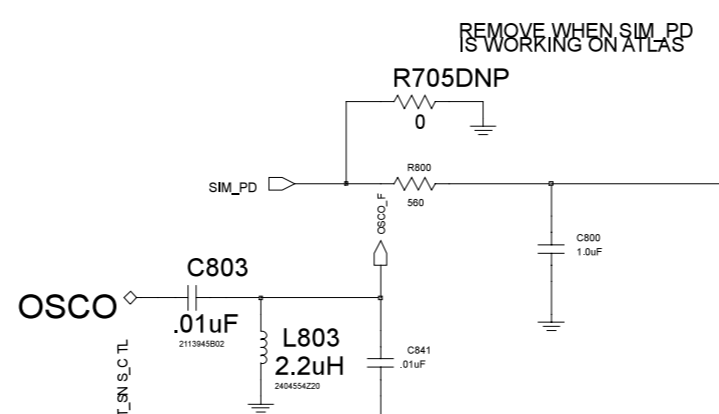 REMOVE WHEN SIM_PD
IS WORKING ON ATLAS
R705DNP
0
R800
SIM_PD
560
OSCO_F
C800
1.0uF
C803
OSCO
.01uF
2113945B02
L803
2.2uH
2404554Z20
C841
.01uF
T_SNS_CTL